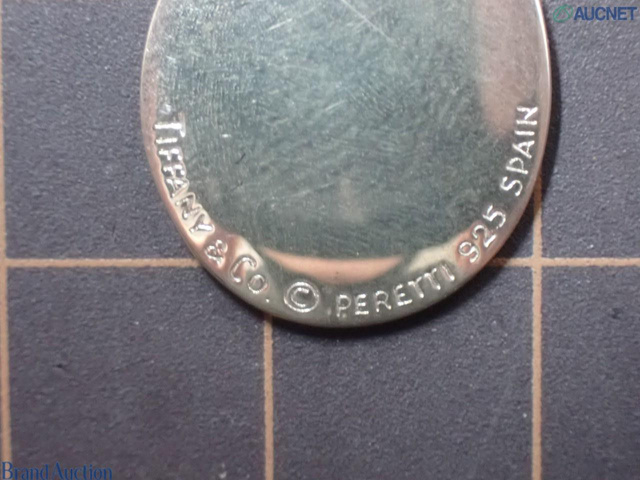 AUCNET
TIFFANY & CO. © PERETTI 925 SPAIN
Brand Auction